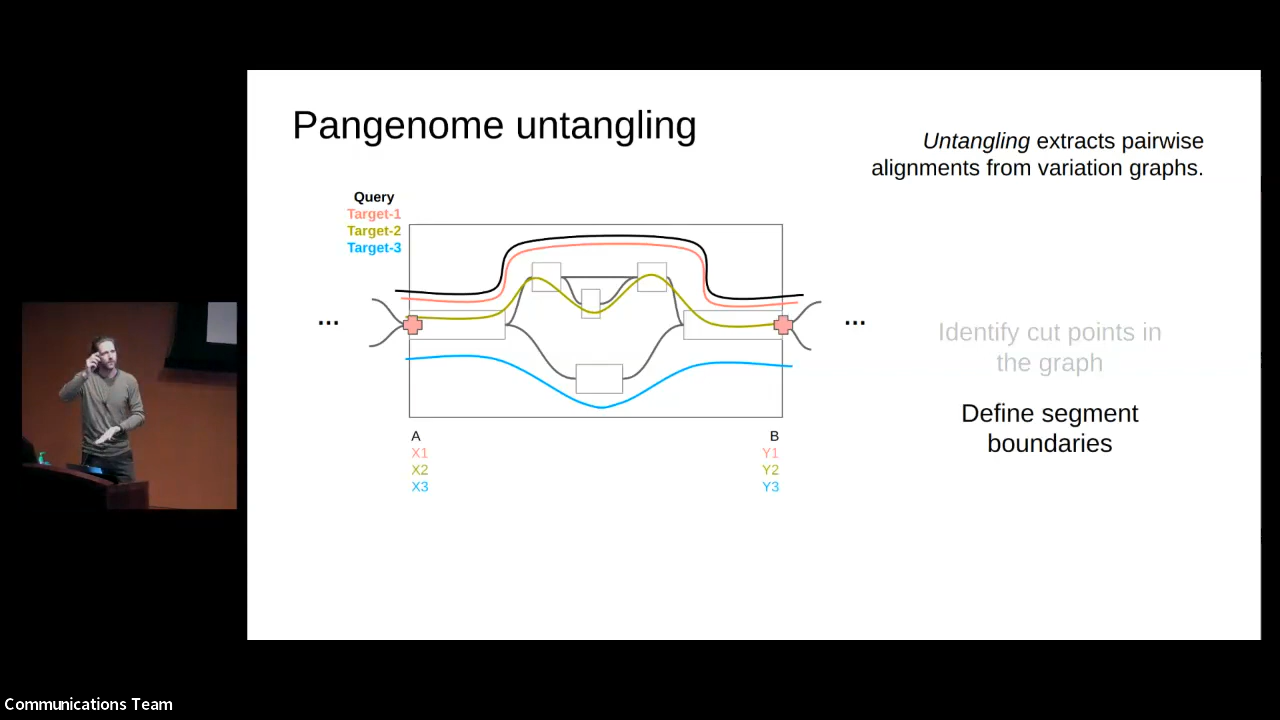 Pangenome untangling
Untangling extracts pairwise
alignments from variation graphs.
Query
Target-1
Target-2
Target-3
...
...
Identify cut points in
the graph
Define segment
boundaries
A
B
X1
Y1
X2
Y2
X3
Y3
Communications Team